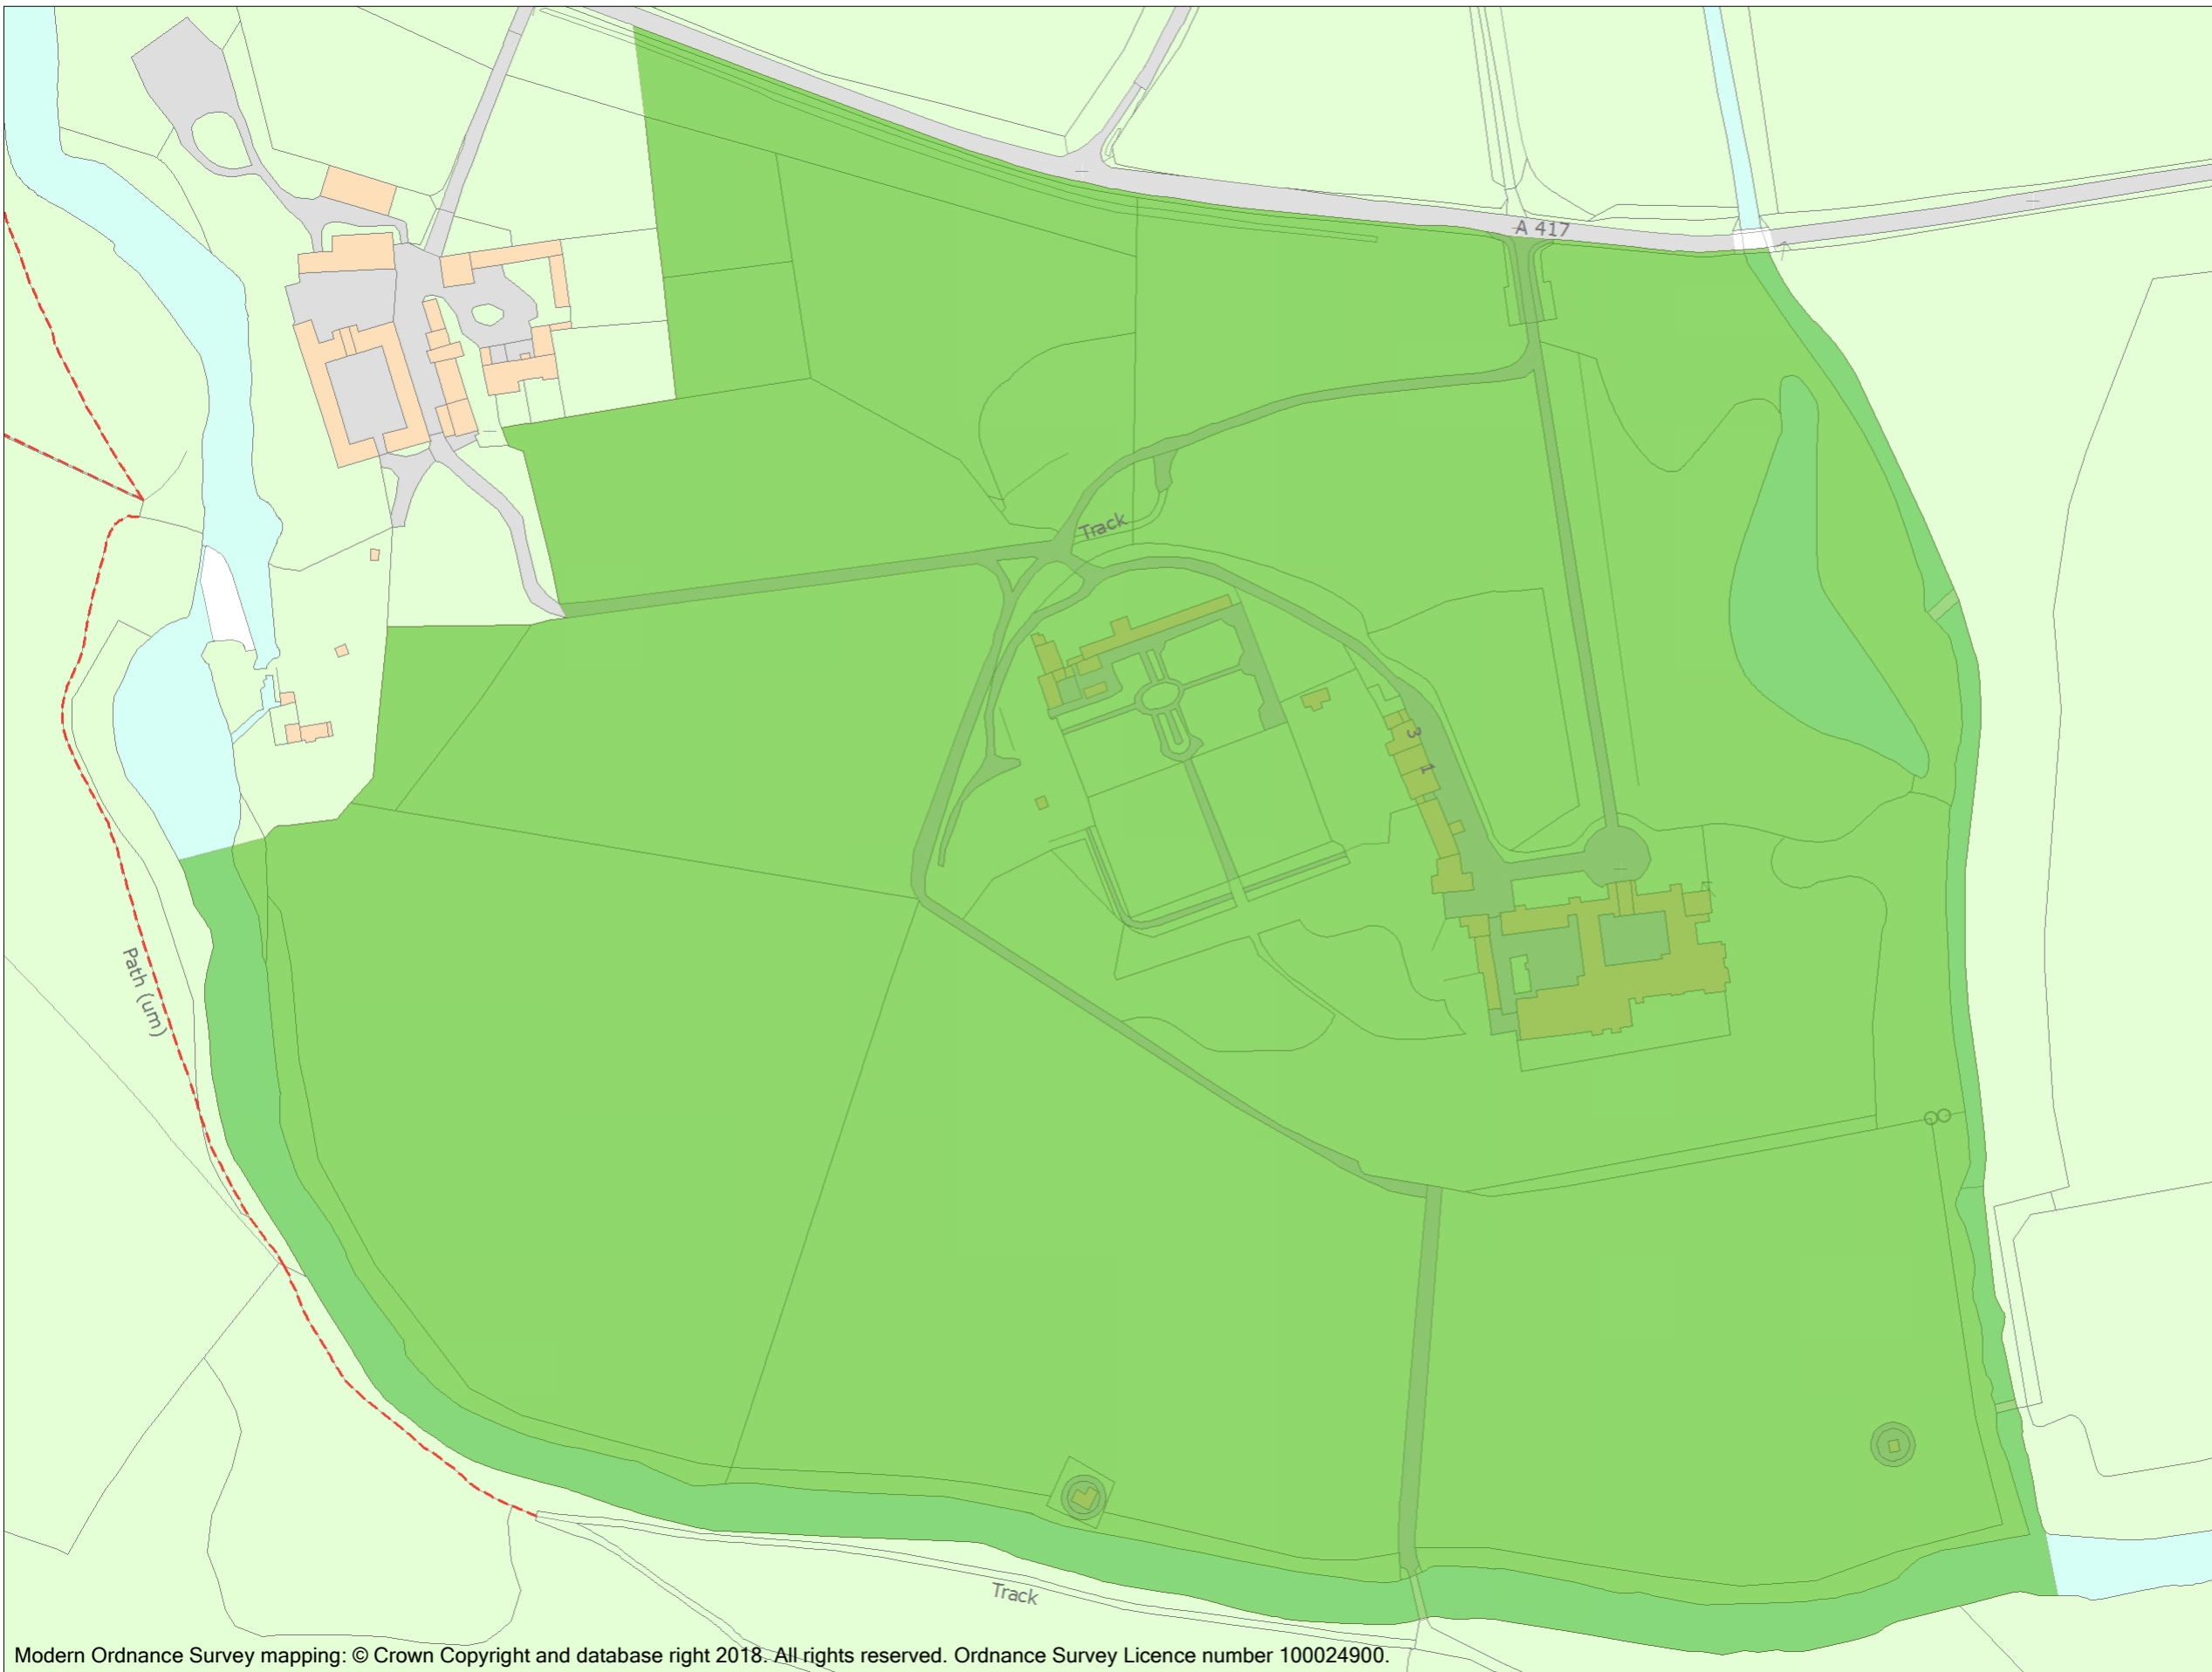 A 417
Track
3
1
Path (um)
Track
Modern Ordnance Survey mapping: © Crown Copyright and database right 2018. All rights reserved. Ordnance Survey Licence number 100024900.